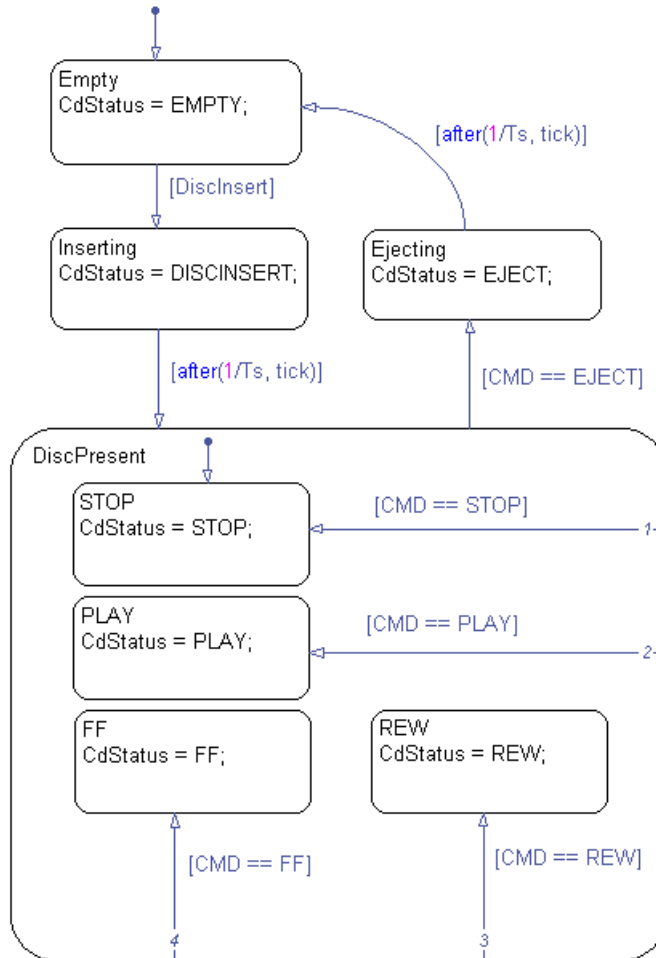 Empty
CdStatus = EMPTY;
[after(1/Ts, tick)]
[DiscInsert]
Inserting
CdStatus = DISCINSERT;
Ejecting
CdStatus = EJECT;
[after(1/Ts, tick)]
[CMD == EJECT]
DiscPresent
STOP
CdStatus = STOP;
[CMD == STOP]
1
PLAY
CdStatus = PLAY;
[CMD == PLAY]
2
FF
CdStatus = FF;
REW
CdStatus = REW;
[CMD == FF]
[CMD == REW]
4
3